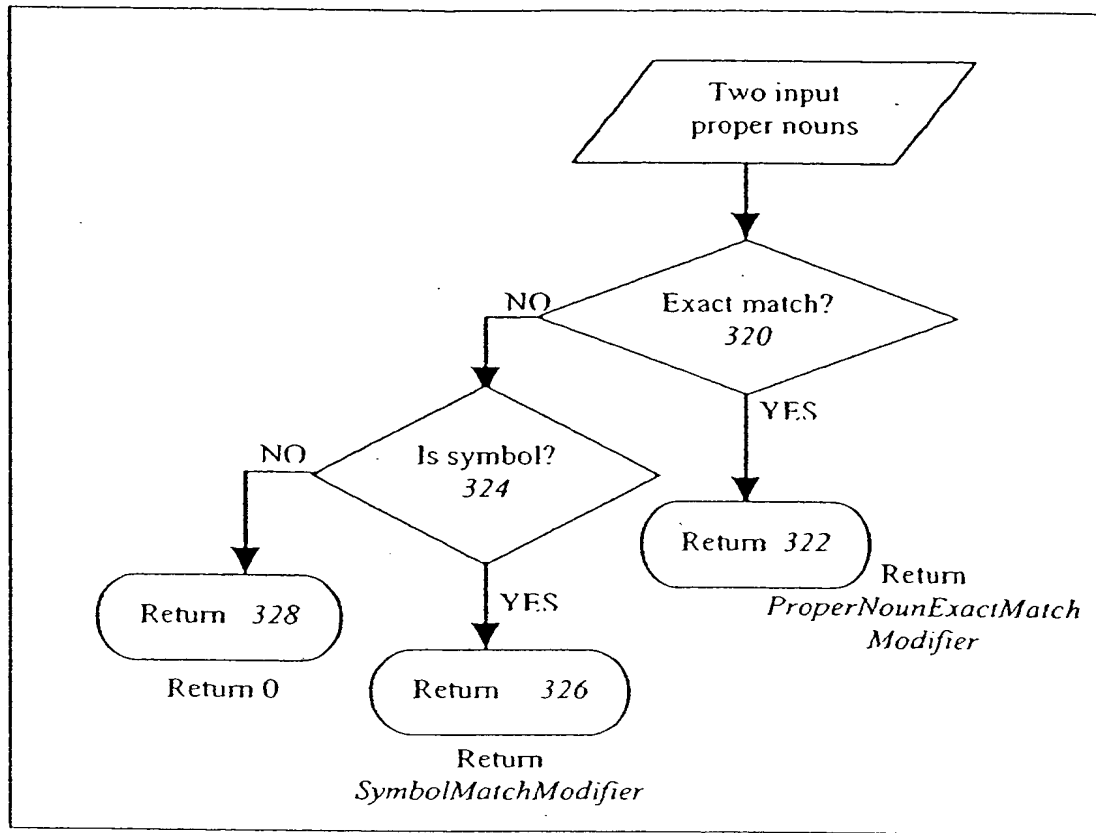 Two input
proper nouns
Exact match?
320
NO
YES
Is symbol?
324
NO
YES
Return 322
Return
ProperNounExactMatch
Modifier
Return 328
Return 0
Return 326
Return
SymbolMatchModifier